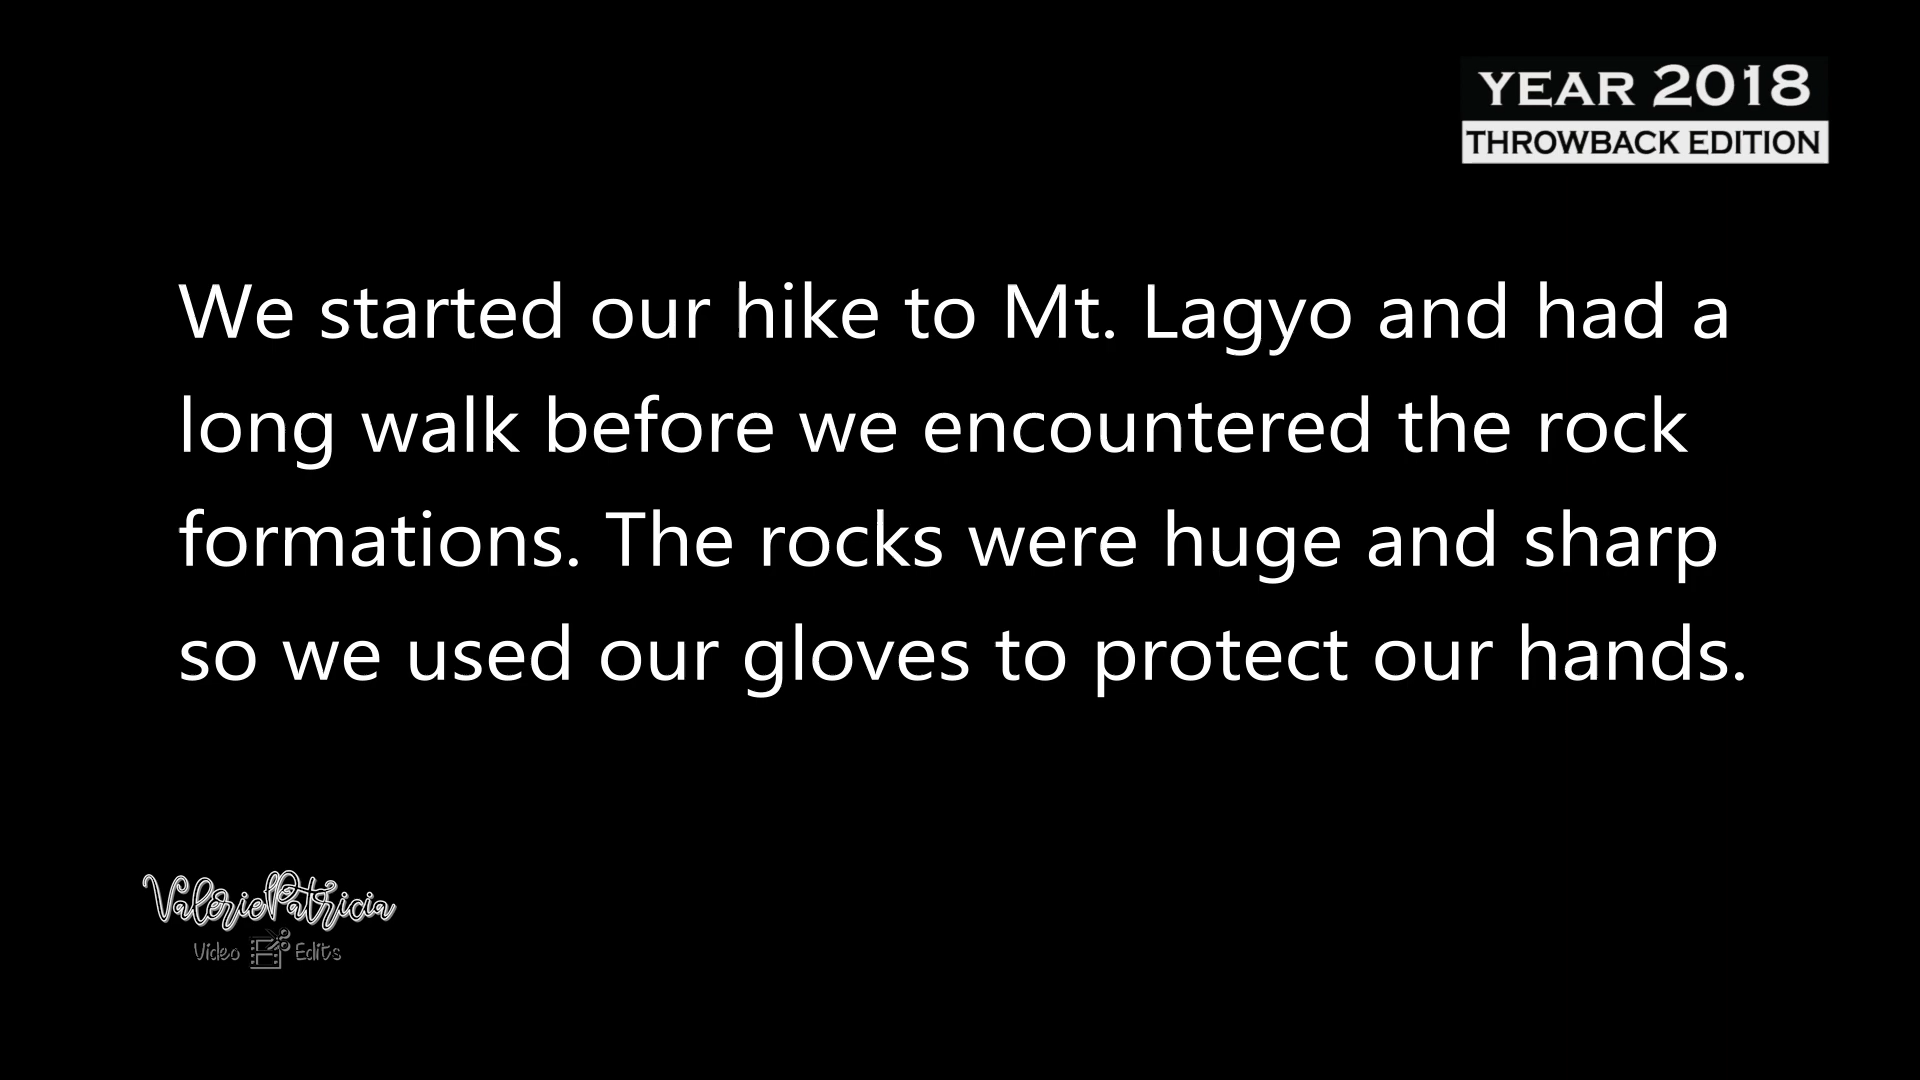 YEAR 2018
THROWBACK EDITION
We started our hike to Mt. Lagyo and had a
long walk before we encountered the rock
formations. The rocks were huge and sharp
so we used our gloves to protect our hands.
ValeriePatricia
Video Edits